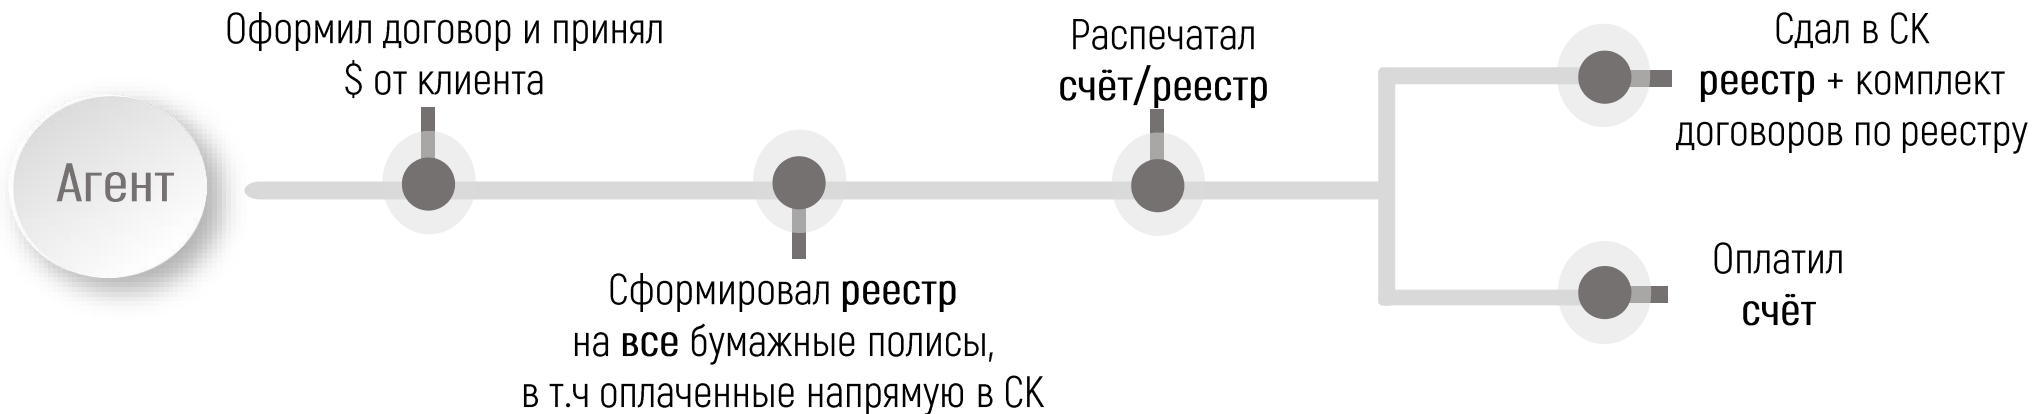 Агент
Оформил договор и принял
$ от клиента
Сформировал реестр
на все бумажные полисы,
в т.ч оплаченные напрямую в СК
Распечатал
счёт/реестр
Сдал в СК
реестр + комплект
договоров по реестру
Оплатил
счёт